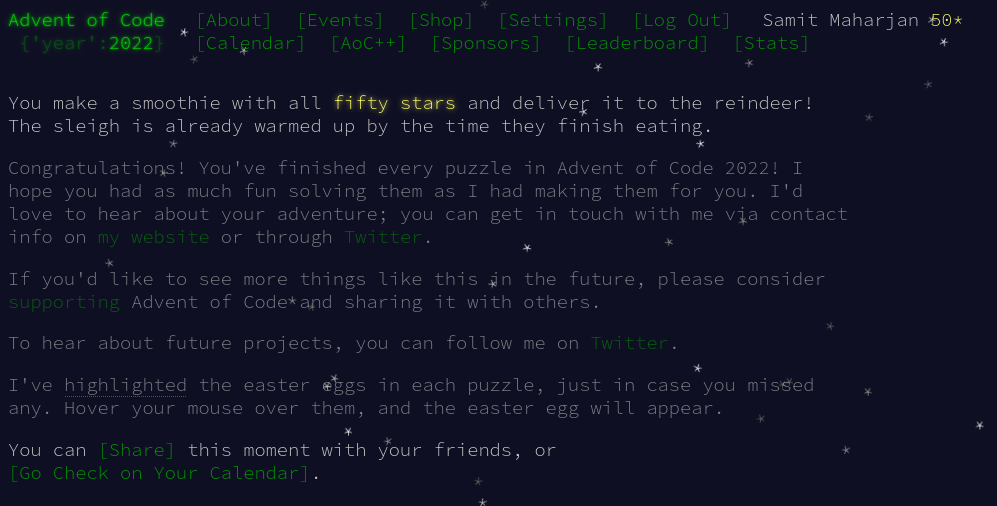 Advent of Code [About] [Events] [Shop] [Settings] [Log Out] Samit Maharjan 50*
{'year':2022} [Calendar] [AoC++] [Sponsors] [Leaderboard] [Stats]
You make a smoothie with all fifty stars and deliver it to the reindeer!
The sleigh is already warmed up by the time they finish eating.
Congratulations! You've finished every puzzle in Advent of Code 2022! I
hope you had as much fun solving them as I had making them for you. I'd
love to hear about your adventure; you can get in touch with me via contact
info on my website or through Twitter.
If you'd like to see more things like this in the future, please consider
supporting Advent of Code and sharing it with others.
To hear about future projects, you can follow me on Twitter.
I've highlighted the easter eggs in each puzzle, just in case you missed
any. Hover your mouse over them, and the easter egg will appear.
You can [Share] this moment with your friends, or
[Go Check on Your Calendar].